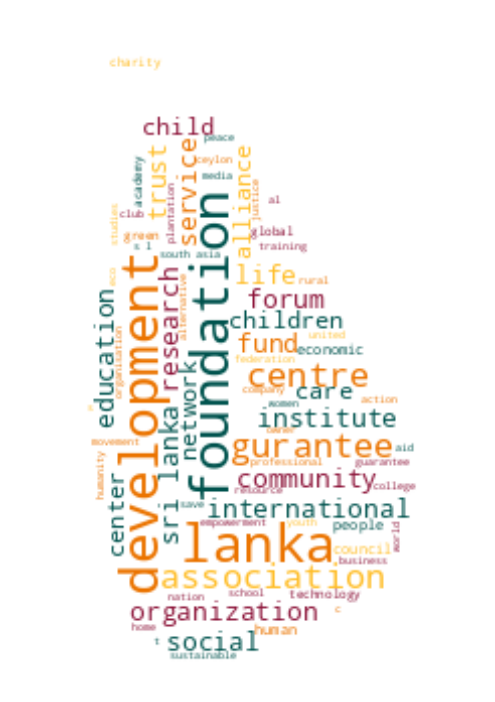 charity
child
peace
trust
service
ceylon
alliance
academy
media
plantation
justice
al
club
studies
global
green
s l
training
south asia
foundation
development
research
life
rural
eco
alternative
forum
education
organisation
children
united
fund
economic
federation
network
centre
company
care
action
women
sri lanka
institute
owner
movement
gurantee
aid
professional
guarantee
humanity
center
community
college
resource
save
international
empowerment
youth
people
world
lanka
council
business
association
nation
school
technology
organization
c
home
human
t
social
sustainable